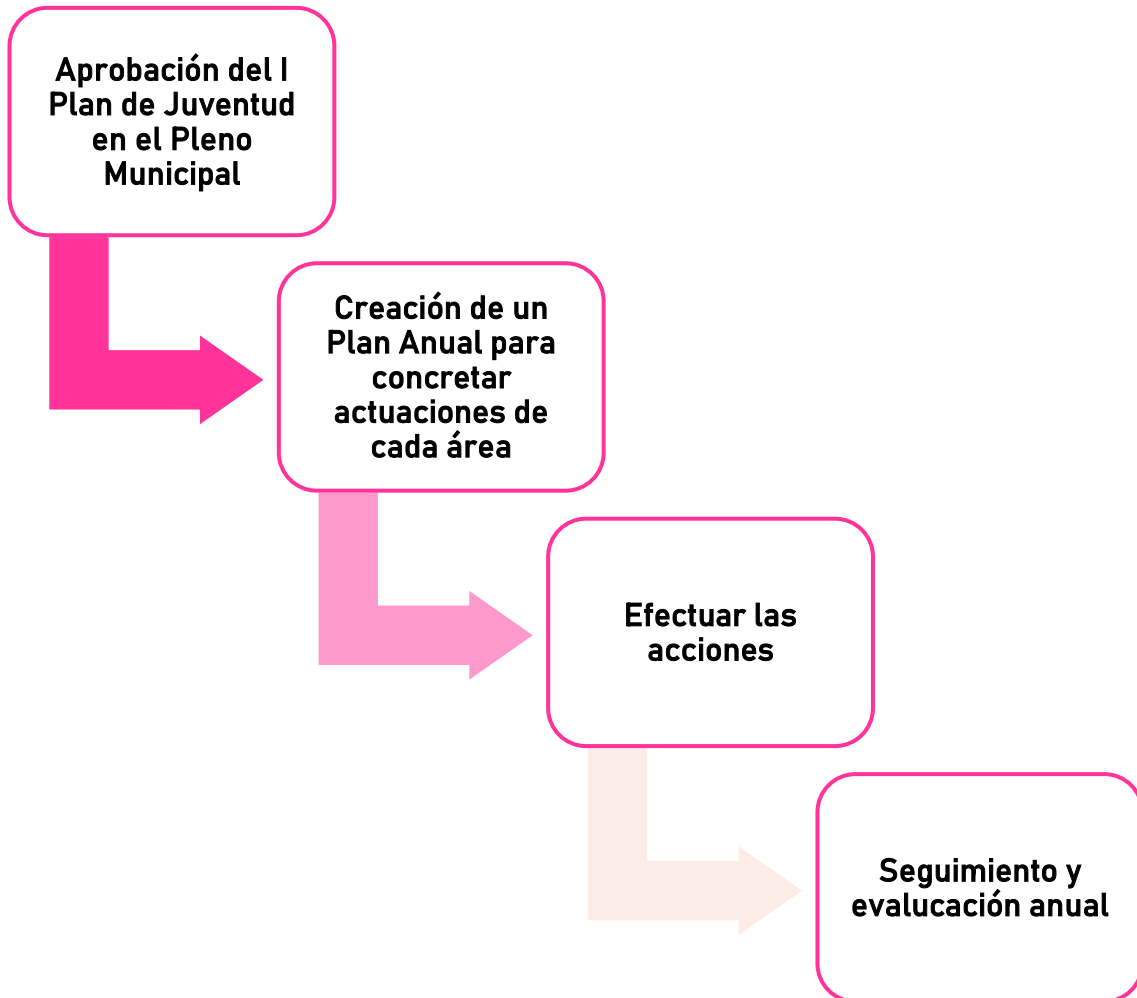 Aprobación del I
Plan de Juventud
en el Pleno
Municipal
Creación de un
Plan Anual para
concretar
actuaciones de
cada área
Efectuar las
acciones
Seguimiento y
evalucación anual